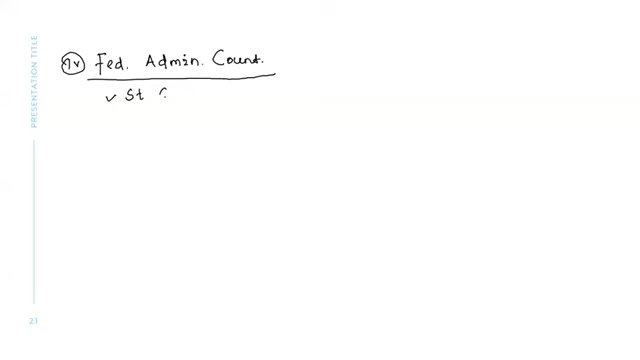 PRESENTATION TITLE
iv Fed. Admin. Count.
✓ St
21